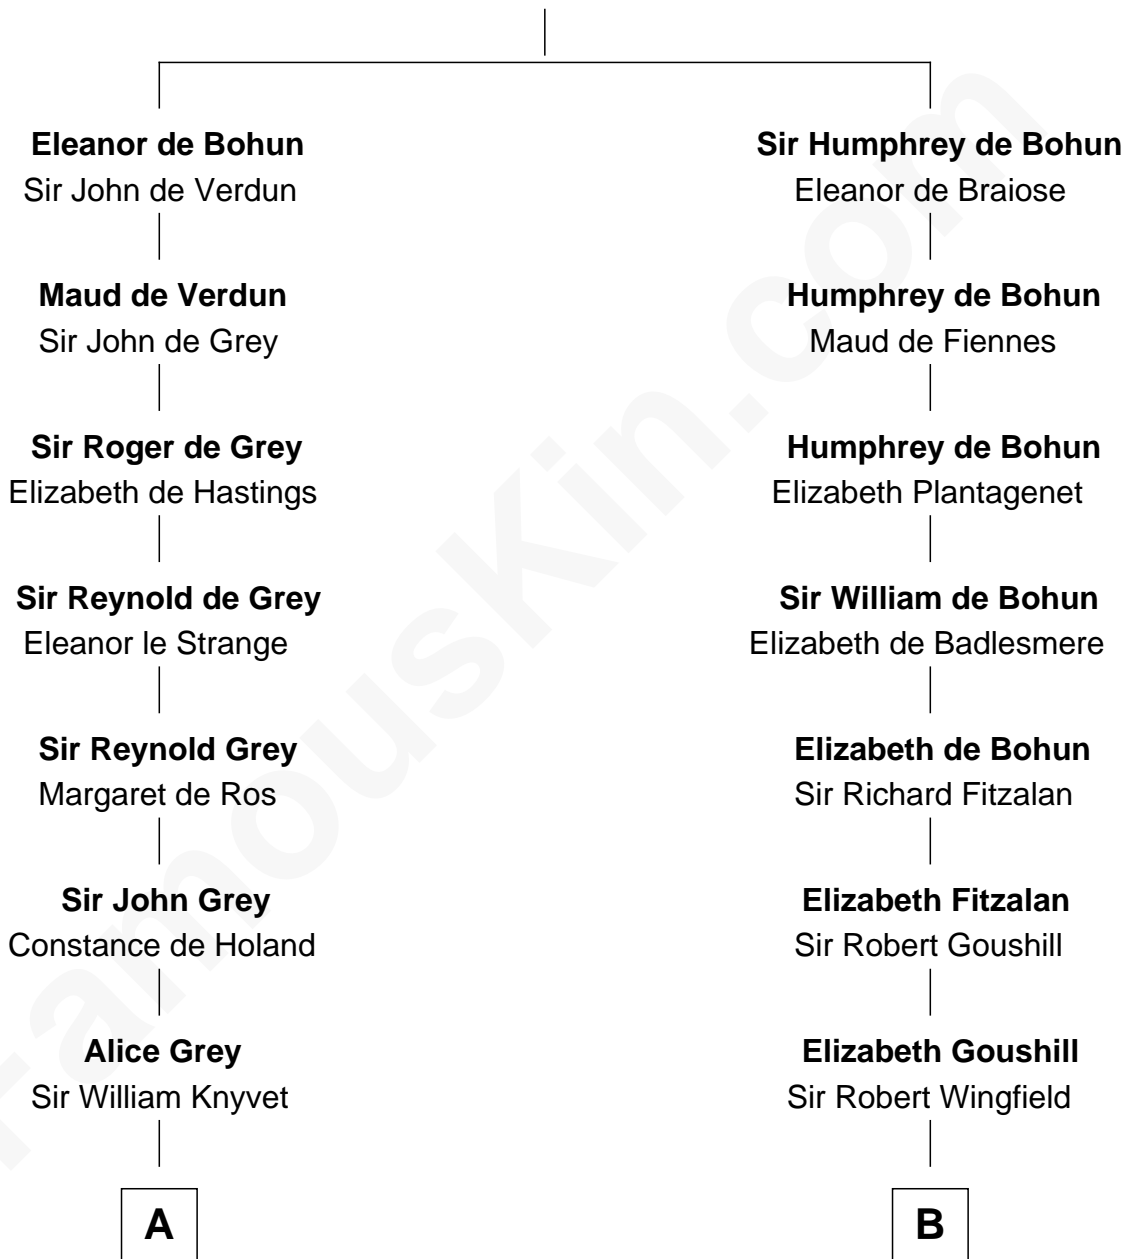 Eleanor de Bohun
Sir John de Verdun
Maud de Verdun
Sir John de Grey
Sir Roger de Grey
Elizabeth de Hastings
Sir Reynold de Grey
Eleanor le Strange
Sir Reynold Grey
Margaret de Ros
Sir John Grey
Constance de Holand
Alice Grey
Sir William Knyvet
A
Sir Humphrey de Bohun
Eleanor de Braiose
Humphrey de Bohun
Maud de Fiennes
Humphrey de Bohun
Elizabeth Plantagenet
Sir William de Bohun
Elizabeth de Badlesmere
Elizabeth de Bohun
Sir Richard Fitzalan
Elizabeth Fitzalan
Sir Robert Goushill
Elizabeth Goushill
Sir Robert Wingfield
B
FamousKin.com